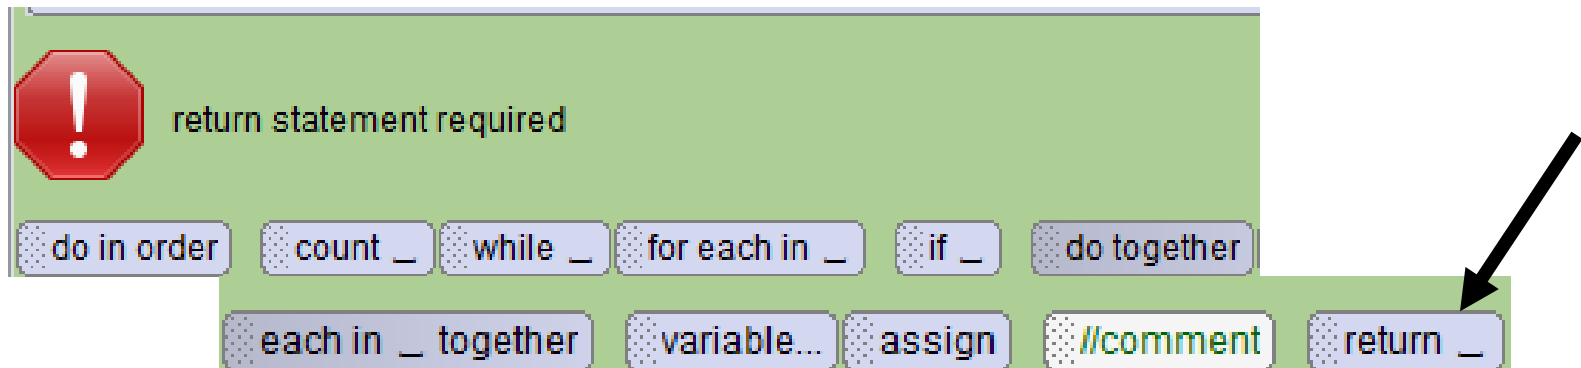 return statement required
do in order count _ while _ for each in _ if _ do together
each in _ together variable... assign //comment return _